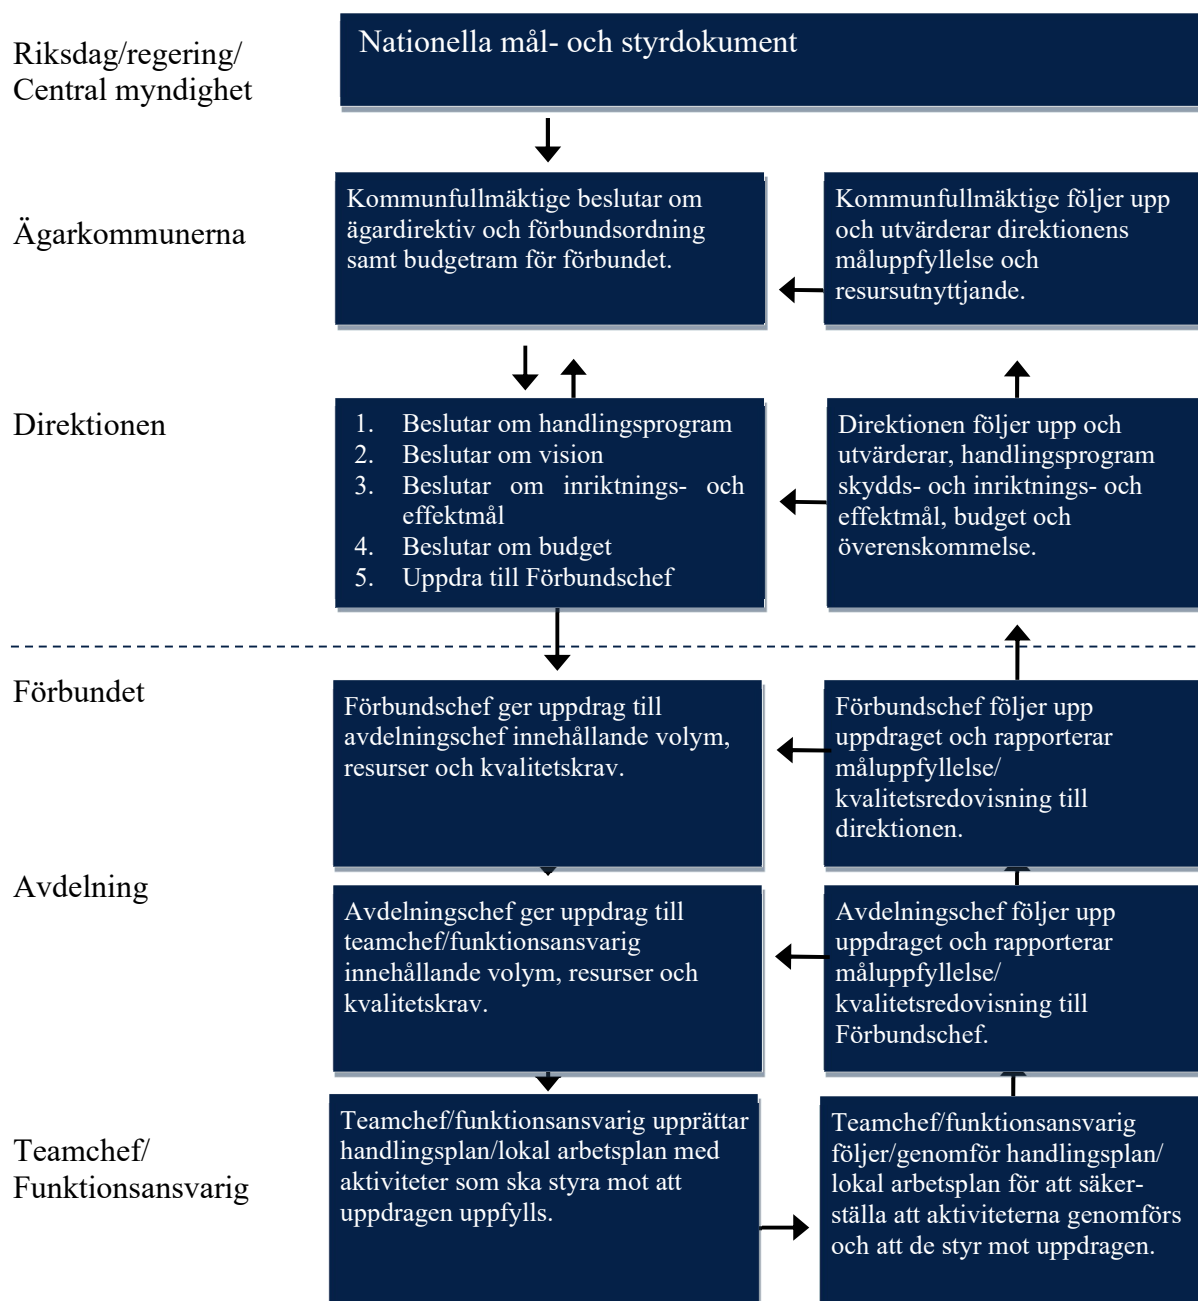 Riksdag/regering/
Central myndighet
Nationella mål- och styrdokument
Ägarkommunerna
Kommunfullmäktige beslutar om
ägardirektiv och förbundsordning
samt budgetram för förbundet.
Kommunfullmäktige följer upp
och utvärderar direktionens
måluppfyllelse och
resursutnyttjande.
Direktionen
1. Beslutar om handlingsprogram
2. Beslutar om vision
3. Beslutar om inriktnings- och
effektmål
4. Beslutar om budget
5. Uppdra till Förbundschef
Direktionen följer upp och
utvärderar, handlingsprogram
skydds- och inriktnings- och
effektmål, budget och
överenskommelse.
Förbundet
Förbundschef ger uppdrag till
avdelningschef innehållande volym,
resurser och kvalitetskrav.
Förbundschef följer upp
uppdraget och rapporterar
måluppfyllelse/
kvalitetsredovisning till
direktionen.
Avdelning
Avdelningschef ger uppdrag till
teamchef/funktionsansvarig
innehållande volym, resurser och
kvalitetskrav.
Avdelningschef följer upp
uppdraget och rapporterar
måluppfyllelse/
kvalitetsredovisning till
Förbundschef.
Teamchef/
Funktionsansvarig
Teamchef/funktionsansvarig upprättar
handlingsplan/lokal arbetsplan med
aktiviteter som ska styra mot att
uppdragen uppfylls.
Teamchef/funktionsansvarig
följer/genomför handlingsplan/
lokal arbetsplan för att säker-
ställa att aktiviteterna genomförs
och att de styr mot uppdragen.